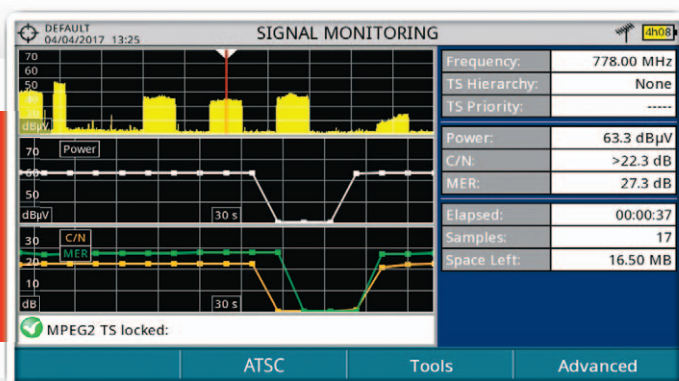 DEFAULT
04/04/2017 13:25
SIGNAL MONITORING
4h08
70
60
50
dBµV
70
Power
60
50
dBµV
30 s
30
C/N
MER
20
10
dB
30 s
MPEG2 TS locked:
Frequency: 778.00 MHz
TS Hierarchy: None
TS Priority: -----
Power: 63.3 dBµV
C/N: >22.3 dB
MER: 27.3 dB
Elapsed: 00:00:37
Samples: 17
Space Left: 16.50 MB
ATSC
Tools
Advanced